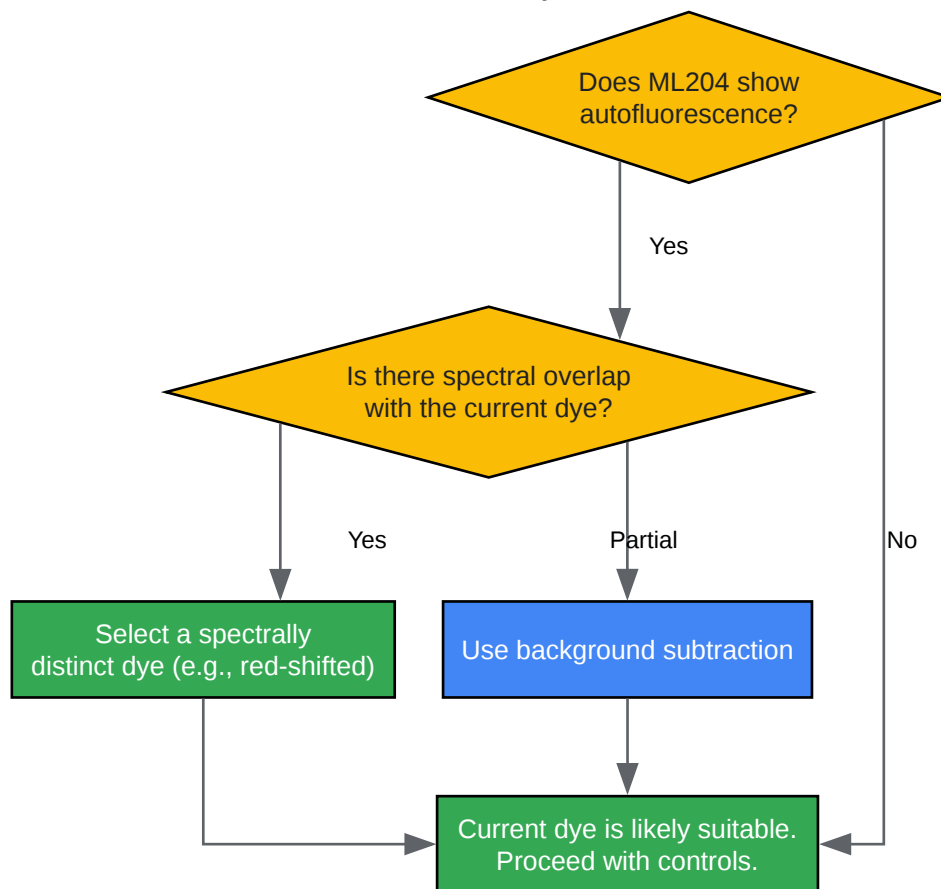 Does ML204 show
autofluorescence?
Yes
Is there spectral overlap
with the current dye?
Yes
Partial
No
Select a spectrally
distinct dye (e.g., red-shifted)
Use background subtraction
Current dye is likely suitable.
Proceed with controls.